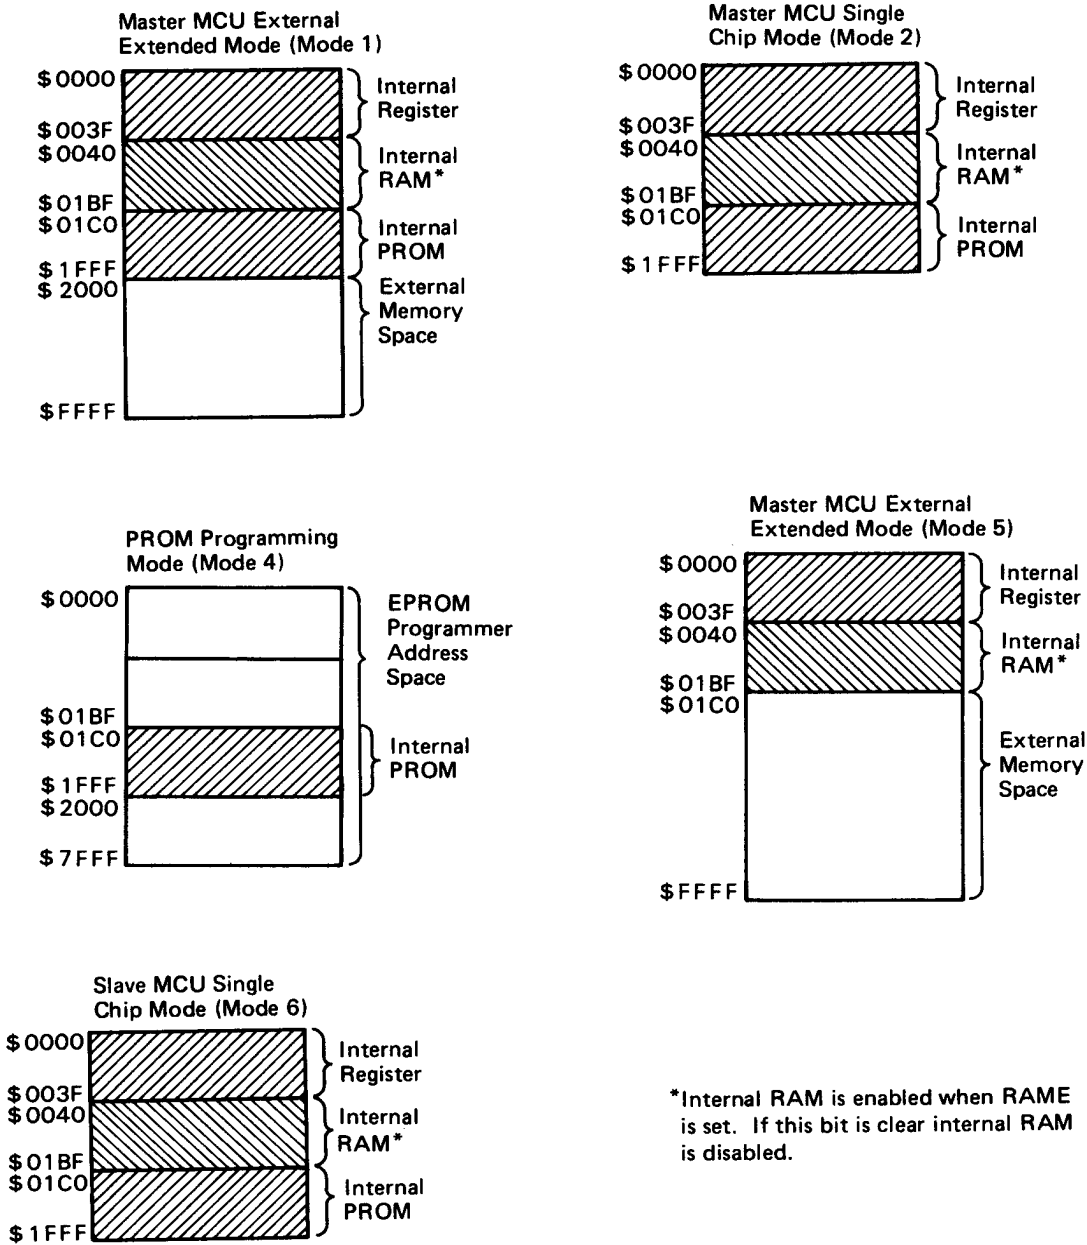 Master MCU External
Extended Mode (Mode 1)
$0000
Internal
Register
$003F
$0040
Internal
RAM*
$01BF
$01C0
Internal
PROM
$1FFF
$2000
External
Memory
Space
$FFFF
Master MCU Single
Chip Mode (Mode 2)
$0000
Internal
Register
$003F
$0040
Internal
RAM*
$01BF
$01C0
Internal
PROM
$1FFF
PROM Programming
Mode (Mode 4)
$0000
EPROM
Programmer
Address
Space
$01BF
$01C0
Internal
PROM
$1FFF
$2000
$7FFF
Master MCU External
Extended Mode (Mode 5)
$0000
Internal
Register
$003F
$0040
Internal
RAM*
$01BF
$01C0
External
Memory
Space
$FFFF
Slave MCU Single
Chip Mode (Mode 6)
$0000
Internal
Register
$003F
$0040
Internal
RAM*
$01BF
$01C0
Internal
PROM
$1FFF
*Internal RAM is enabled when RAME
is set. If this bit is clear internal RAM
is disabled.